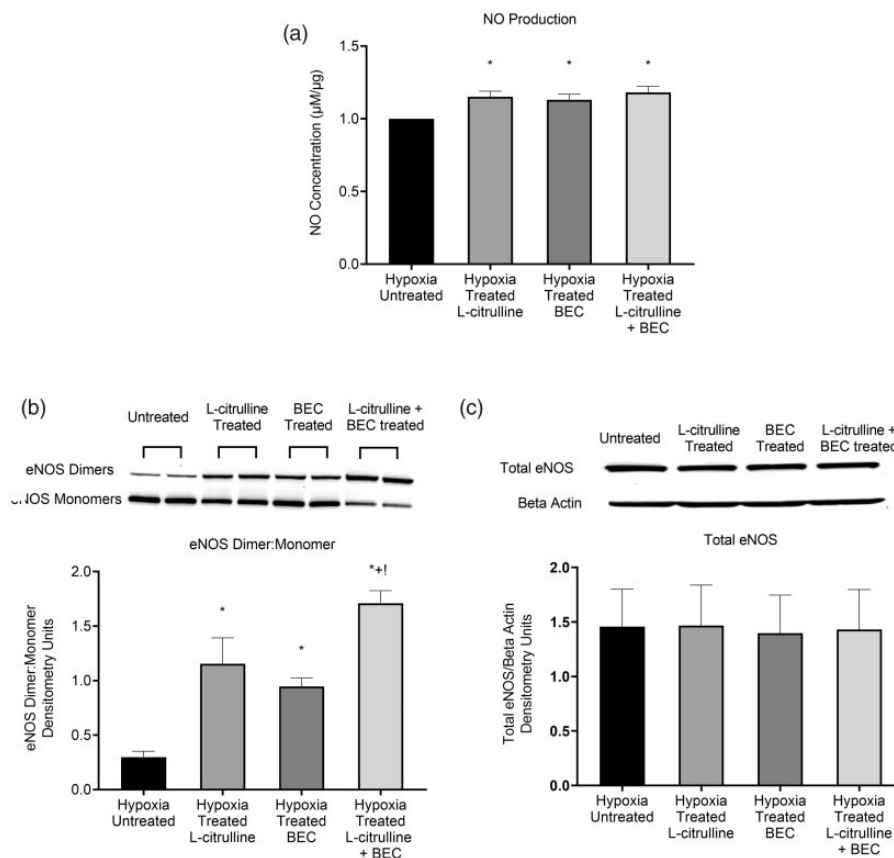 (a)
NO Production
NO Concentration (µM/µg)
1.5
1.0
0.5
0.0
*
*
*
Hypoxia
Untreated
Hypoxia
Treated
L-citrulline
Hypoxia
Treated
BEC
Hypoxia
Treated
L-citrulline
+ BEC
(b)
Untreated
L-citrulline
Treated
BEC
Treated
L-citrulline +
BEC treated
eNOS Dimers
eNOS Monomers
eNOS Dimer:Monomer
eNOS Dimer:Monomer
Densitometry Units
2.0
1.5
1.0
0.5
0.0
*
*
*+!
Hypoxia
Untreated
Hypoxia
Treated
L-citrulline
Hypoxia
Treated
BEC
Hypoxia
Treated
L-citrulline
+ BEC
(c)
Untreated
L-citrulline
Treated
BEC
Treated
L-citrulline +
BEC treated
Total eNOS
Beta Actin
Total eNOS
Total eNOS/Beta Actin
Densitometry Units
2.0
1.5
1.0
0.5
0.0
Hypoxia
Untreated
Hypoxia
Treated
L-citrulline
Hypoxia
Treated
BEC
Hypoxia
Treated
L-citrulline
+ BEC